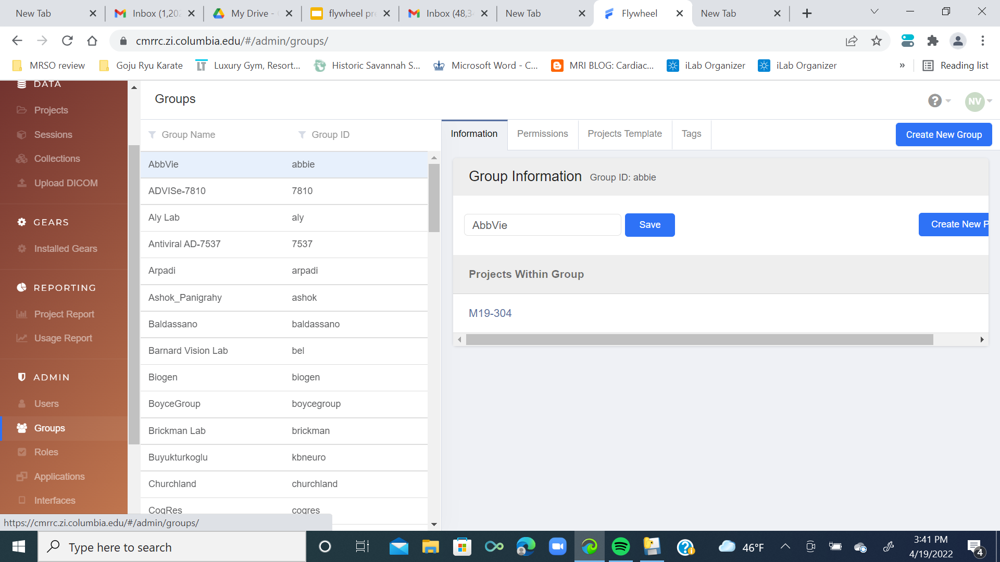 New Tab
Inbox (1,20
My Drive -
flywheel pre
Inbox (48,3
New Tab
Flywheel
New Tab
cmrrc.zi.columbia.edu/#/admin/groups/
MRSO review
Goju Ryu Karate
LT
Luxury Gym, Resort...
Historic Savannah S...
Microsoft Word - C...
MRI BLOG: Cardiac...
iLab Organizer
iLab Organizer
»
Reading list
DATA
Projects
Sessions
Collections
Upload DICOM
GEARS
Installed Gears
REPORTING
Project Report
Usage Report
ADMIN
Users
Groups
Roles
Applications
Interfaces
Groups
?
NV
Group Name Group ID
AbbVie abbie
ADVISe-7810 7810
Aly Lab aly
Antiviral AD-7537 7537
Arpadi arpadi
Ashok_Panigrahy ashok
Baldassano baldassano
Barnard Vision Lab bel
Biogen biogen
BoyceGroup boycegroup
Brickman Lab brickman
Buyukturkoglu kbneuro
Churchland churchland
CogRes cogres
Information
Permissions
Projects Template
Tags
Create New Group
Group Information Group ID: abbie
AbbVie
Save
Create New P
Projects Within Group
M19-304
https://cmrrc.zi.columbia.edu/#/admin/groups/
Type here to search
46°F
3:41 PM
4/19/2022
4